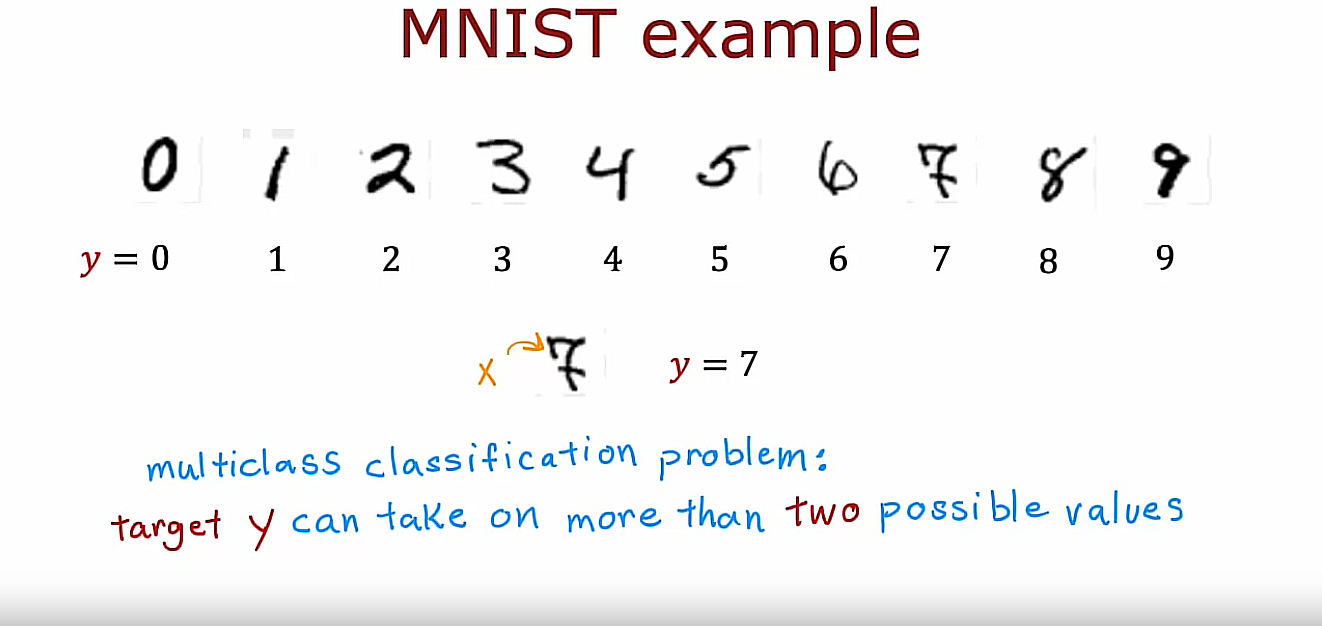 MNIST example
0 1 2 3 4 5 6 7 8 9
y = 0 1 2 3 4 5 6 7 8 9
x 7 y = 7
multiclass classification problem:
target y can take on more than two possible values